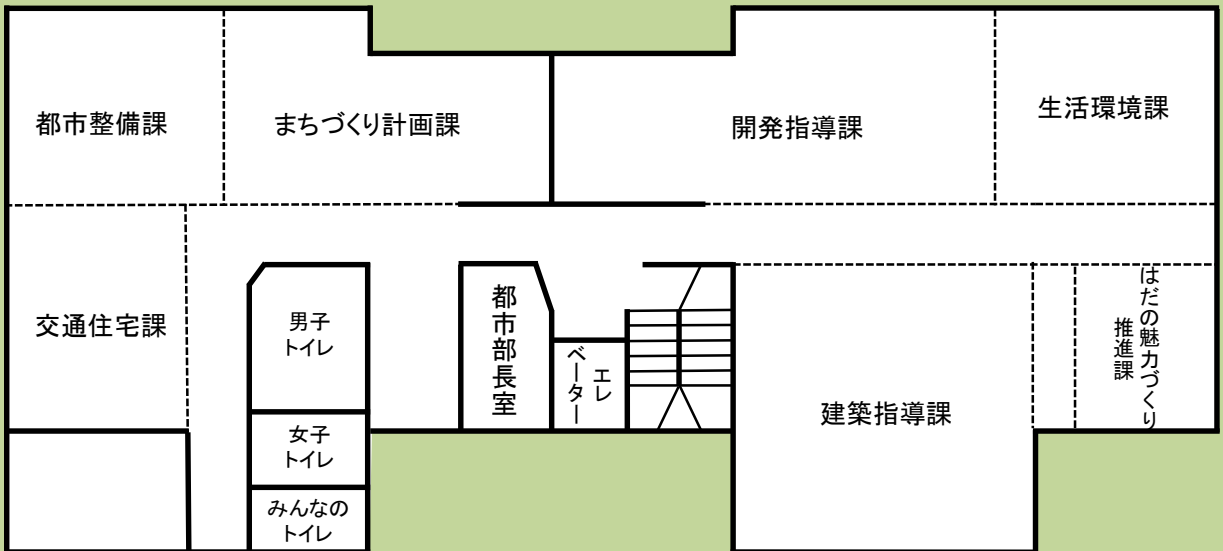 都市整備課
まちづくり計画課
開発指導課
生活環境課
交通住宅課
男子
トイレ
女子
トイレ
みんなの
トイレ
都市部長室
エレ
ベーター
建築指導課
はだの魅力づくり
推進課